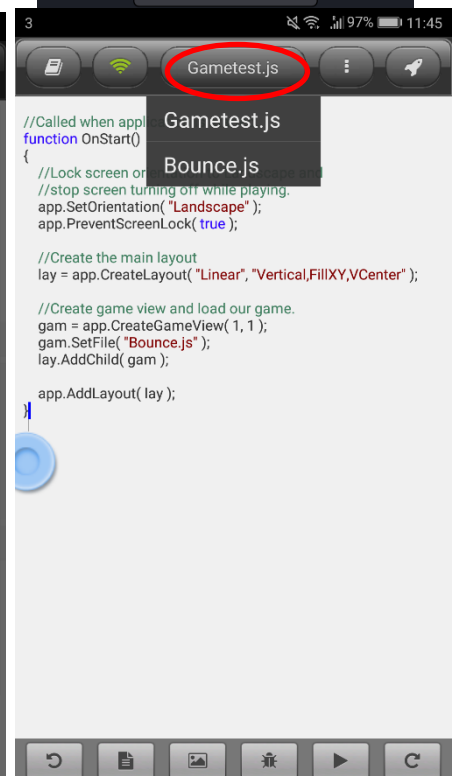 3 97% 11:45
Gametest.js
Gametest.js
Bounce.js
//Called when appli
function OnStart()
{
//Lock screen or
//stop screen turning off while playing.
app.SetOrientation( "Landscape" );
app.PreventScreenLock( true );
//Create the main layout
lay = app.CreateLayout( "Linear", "Vertical,FillXY,VCenter" );
//Create game view and load our game.
gam = app.CreateGameView( 1, 1 );
gam.SetFile( "Bounce.js" );
lay.AddChild( gam );
app.AddLayout( lay );
}